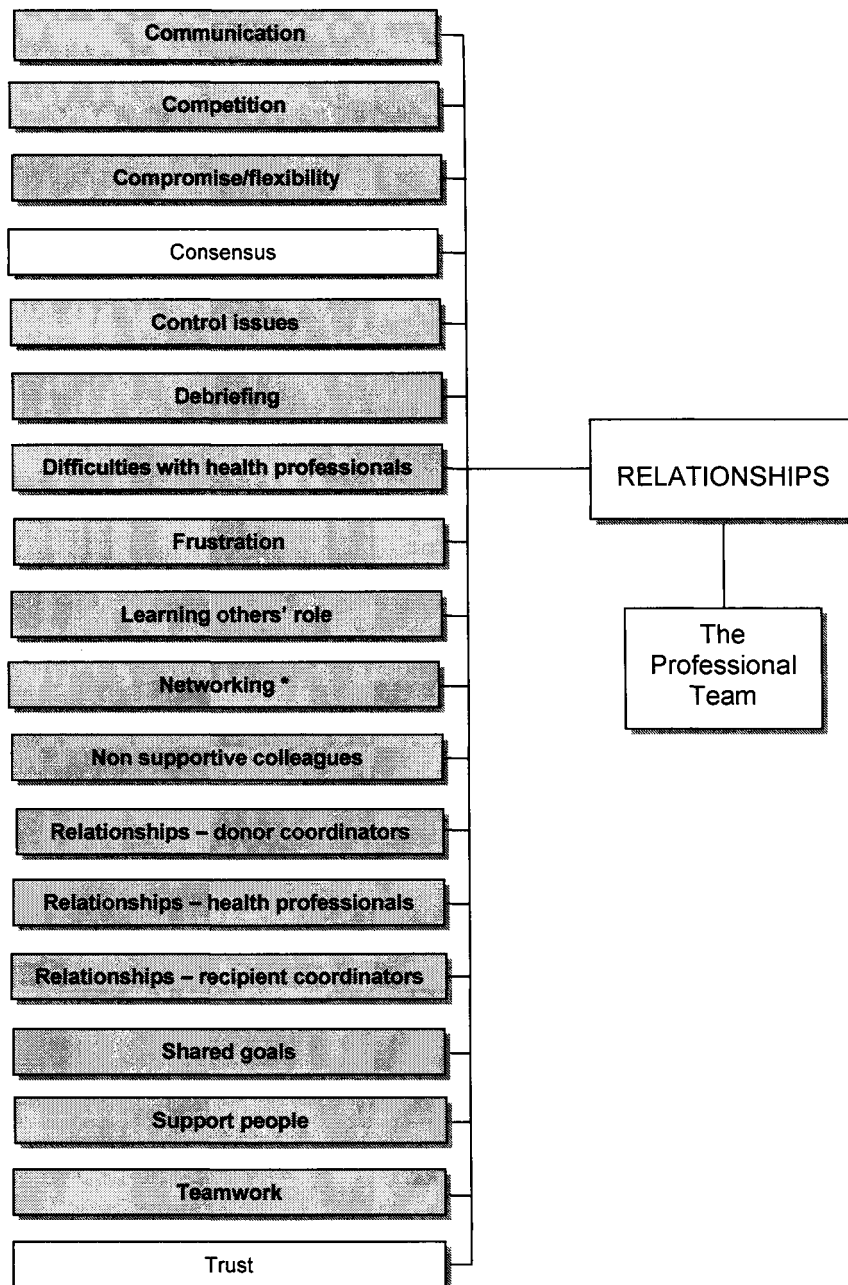 Communication
Competition
Compromise/flexibility
Consensus
Control issues
Debriefing
Difficulties with health professionals
Frustration
Learning others' role
Networking *
Non supportive colleagues
Relationships – donor coordinators
Relationships – health professionals
Relationships – recipient coordinators
Shared goals
Support people
Teamwork
Trust
RELATIONSHIPS
The
Professional
Team